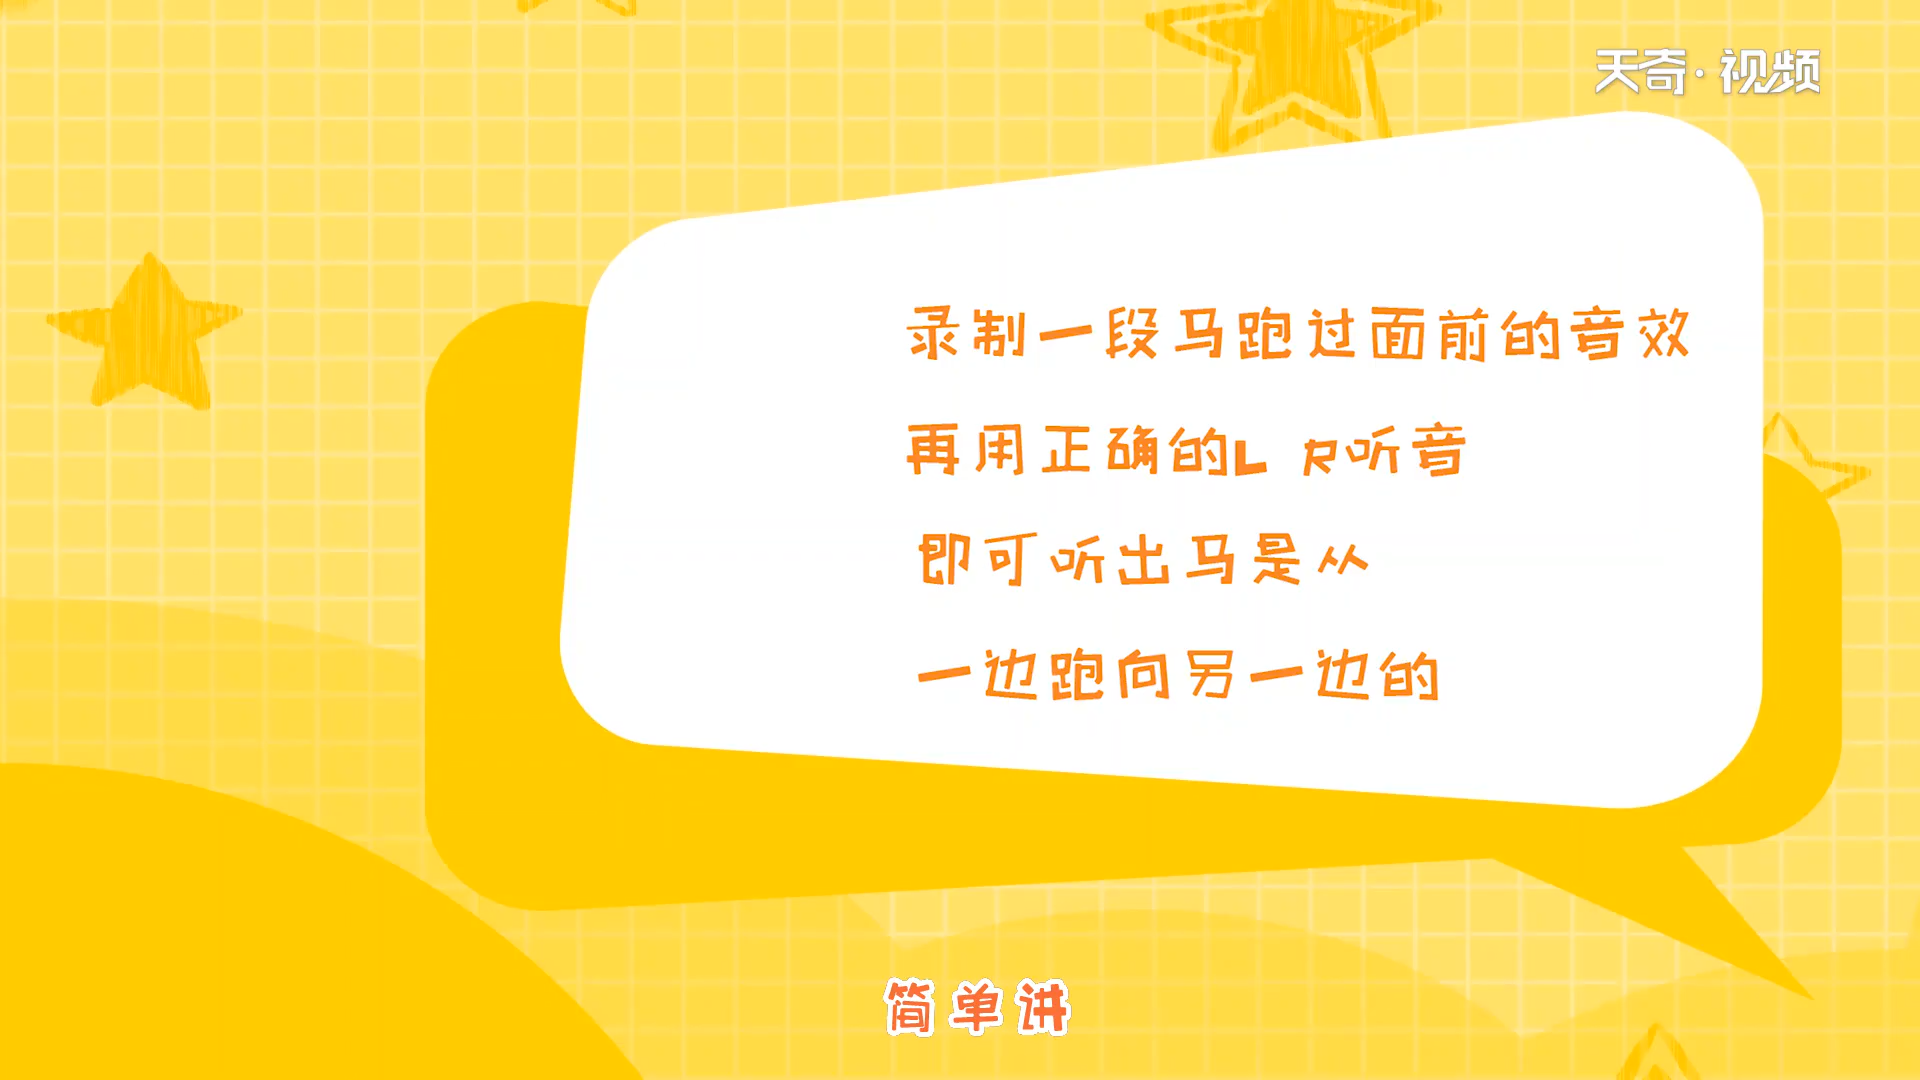 天奇·视频
录制一段马跑过面前的音效
再用正确的L R听音
即可听出马是从
一边跑向另一边的
简单讲